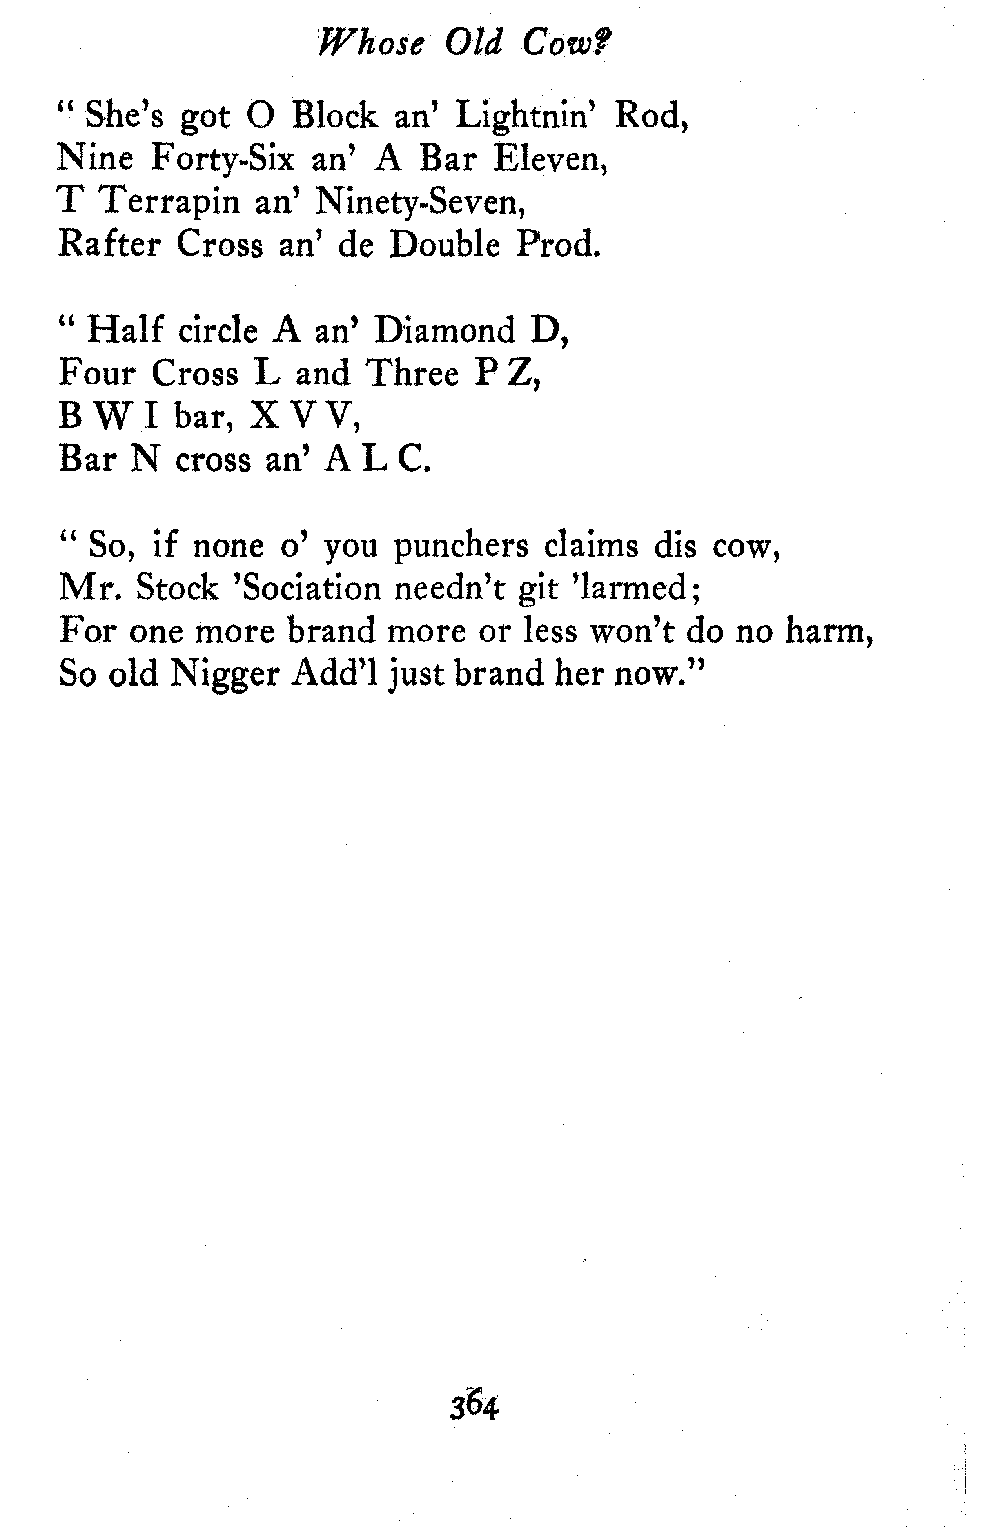 Whose Old Cow?
“ She's got O Block an' Lightnin' Rod,
Nine Forty-Six an' A Bar Eleven,
T Terrapin an' Ninety-Seven,
Rafter Cross an' de Double Prod.
“ Half circle A an' Diamond D,
Four Cross L and Three P Z,
B W I bar, X V V,
Bar N cross an' A L C.
“ So, if none o' you punchers claims dis cow,
Mr. Stock 'Sociation needn't git 'larmed;
For one more brand more or less won't do no harm,
So old Nigger Add'l just brand her now.”
364